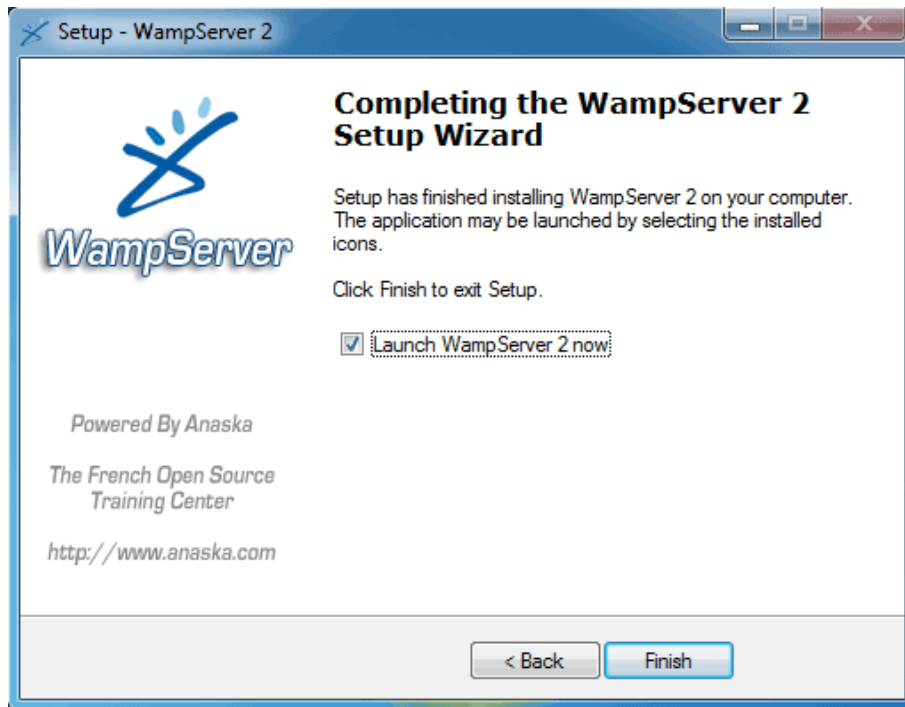 Setup - WampServer 2
Completing the WampServer 2
Setup Wizard
Setup has finished installing WampServer 2 on your computer.
The application may be launched by selecting the installed
icons.
Click Finish to exit Setup.
Launch WampServer 2 now
WampServer
Powered By Anaska
The French Open Source
Training Center
http://www.anaska.com
< Back
Finish